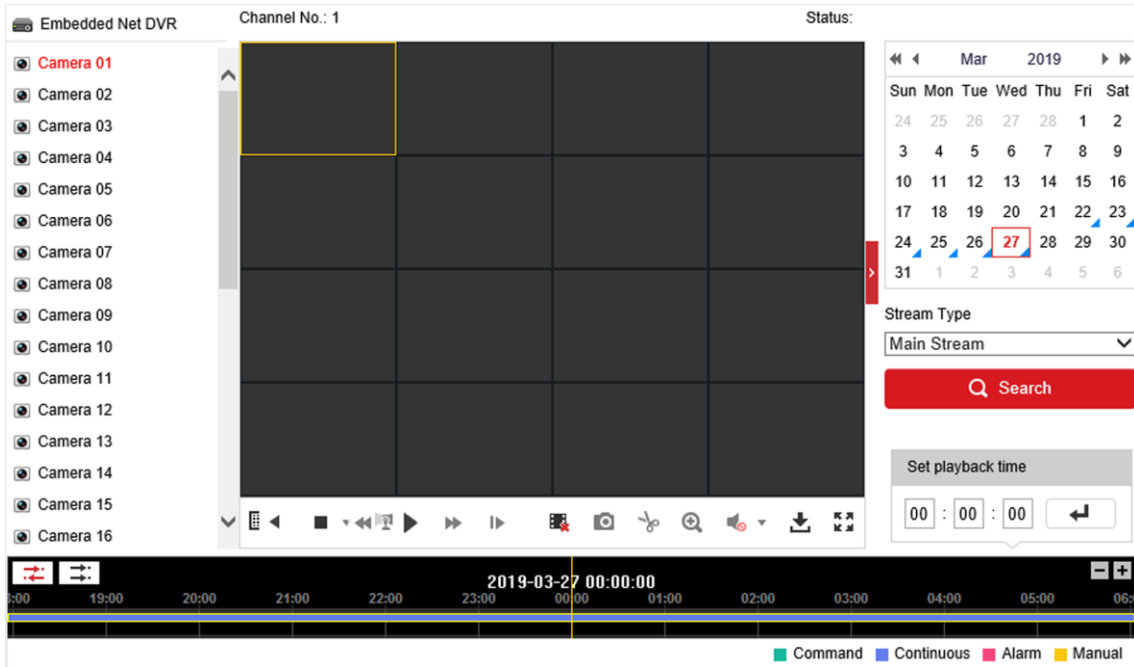 Embedded Net DVR
Channel No.: 1
Status:
Camera 01
Camera 02
Camera 03
Camera 04
Camera 05
Camera 06
Camera 07
Camera 08
Camera 09
Camera 10
Camera 11
Camera 12
Camera 13
Camera 14
Camera 15
Camera 16
Mar 2019
Sun Mon Tue Wed Thu Fri Sat
24 25 26 27 28 1 2
3 4 5 6 7 8 9
10 11 12 13 14 15 16
17 18 19 20 21 22 23
24 25 26 27 28 29 30
31 1 2 3 4 5 6
Stream Type
Main Stream
Search
Set playback time
00 : 00 : 00
2019-03-27 00:00:00
3:00 19:00 20:00 21:00 22:00 23:00 00:00 01:00 02:00 03:00 04:00 05:00 06:
Command Continuous Alarm Manual